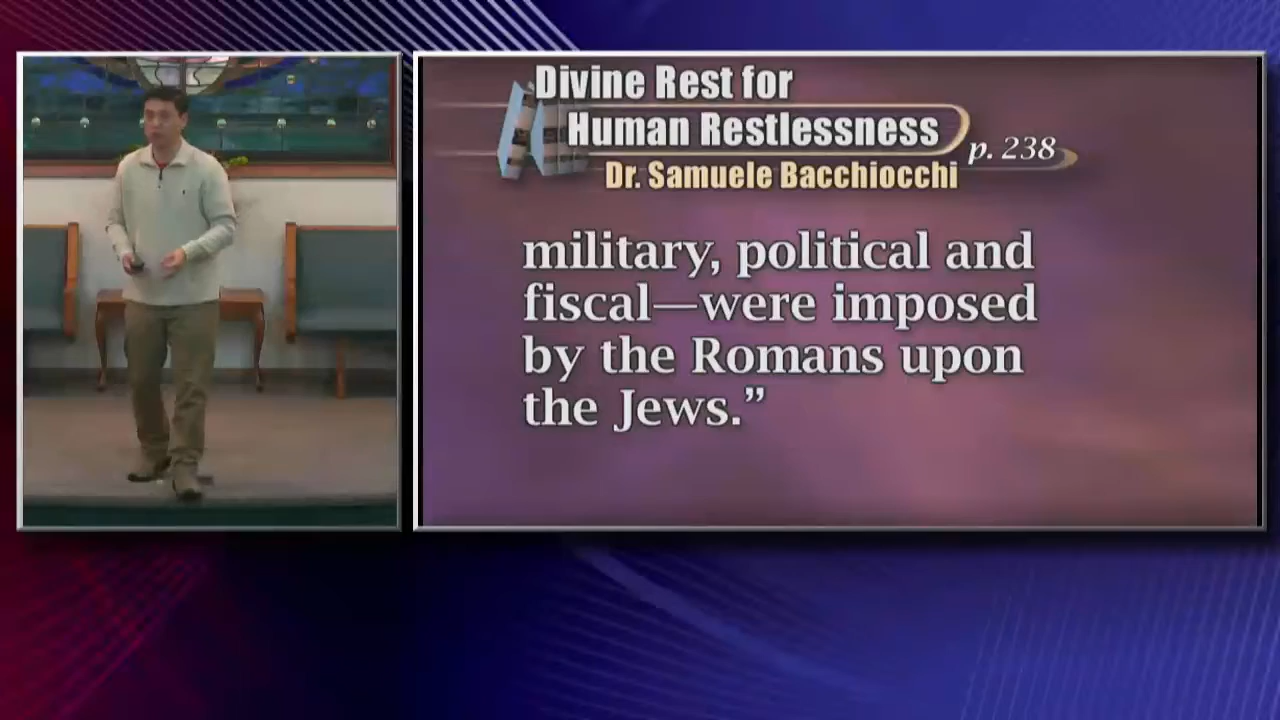 Divine Rest for
Human Restlessness
p. 238
Dr. Samuele Bacchiocchi
military, political and
fiscal—were imposed
by the Romans upon
the Jews.”